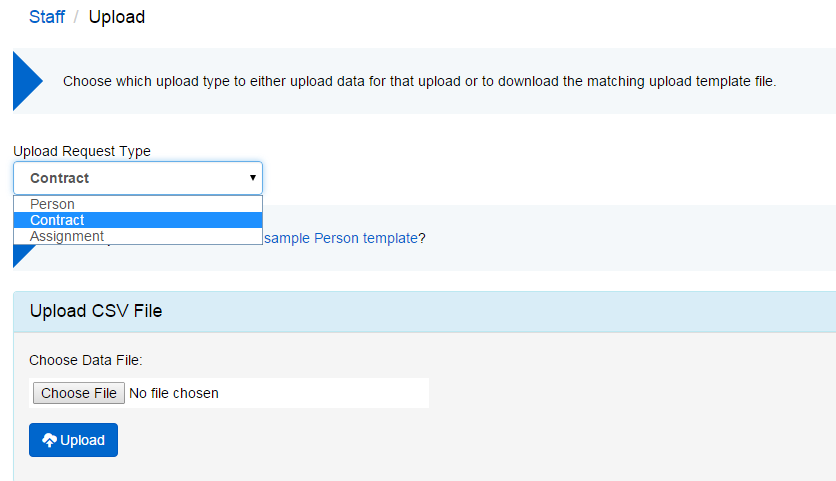 Staff / Upload
Choose which upload type to either upload data for that upload or to download the matching upload template file.
Upload Request Type
Contract
Person
Contract
Assignment
sample Person template?
Upload CSV File
Choose Data File:
Choose File No file chosen
Upload